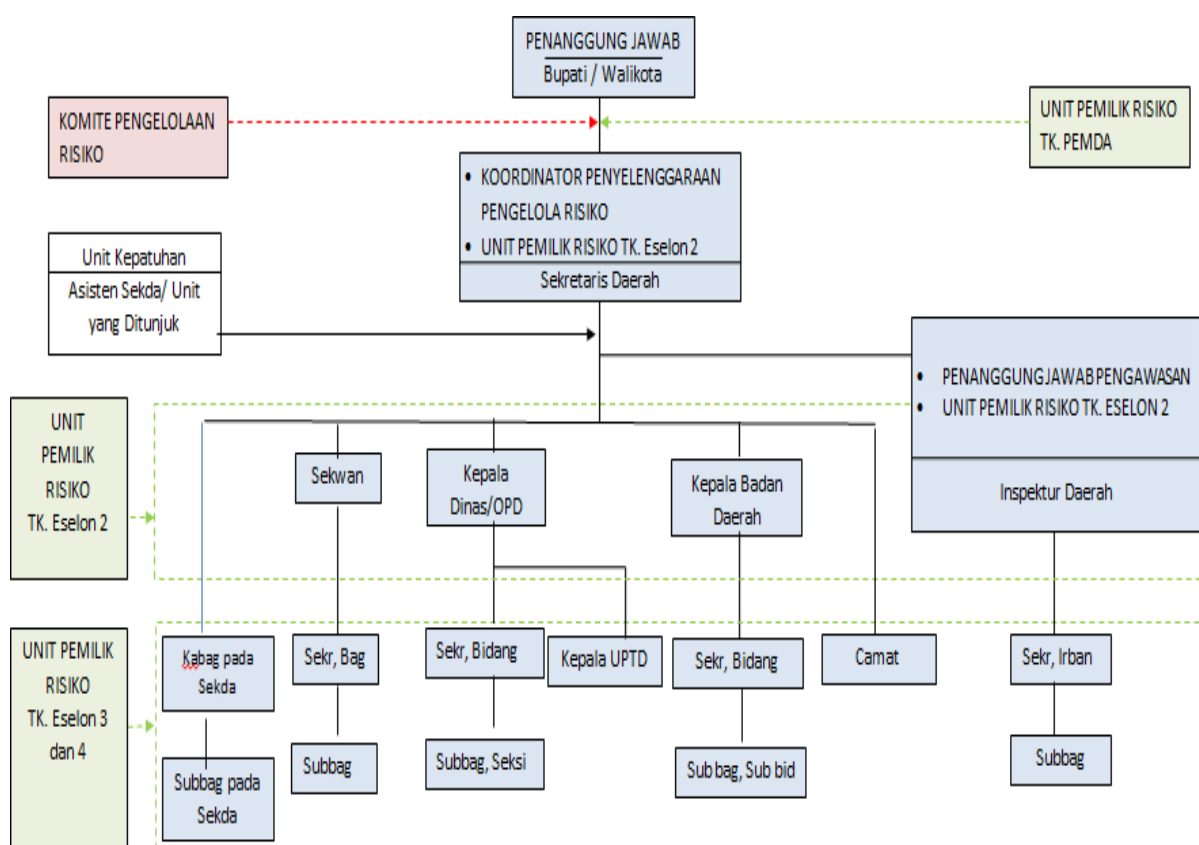 PENANGGUNG JAWAB
Bupati / Walikota
KOMITE PENGELOLAAN
RISIKO
UNIT PEMILIK RISIKO
TK. PEMDA
• KOORDINATOR PENYELENGGARAAN
PENGELOLA RISIKO
• UNIT PEMILIK RISIKO TK. Eselon 2
Sekretaris Daerah
Unit Kepatuhan
Asisten Sekda/ Unit
yang Ditunjuk
• PENANGGUNG JAWAB PENGAWASAN
• UNIT PEMILIK RISIKO TK. ESELON 2
Inspektur Daerah
UNIT
PEMILIK
RISIKO
TK. Eselon 2
Sekwan
Kepala
Dinas/OPD
Kepala Badan
Daerah
UNIT PEMILIK
RISIKO
TK. Eselon 3
dan 4
Kabag pada
Sekda
Sekr, Bag
Sekr, Bidang
Kepala UPTD
Sekr, Bidang
Camat
Sekr, Irban
Subbag pada
Sekda
Subbag
Subbag, Seksi
Sub bag, Sub bid
Subbag